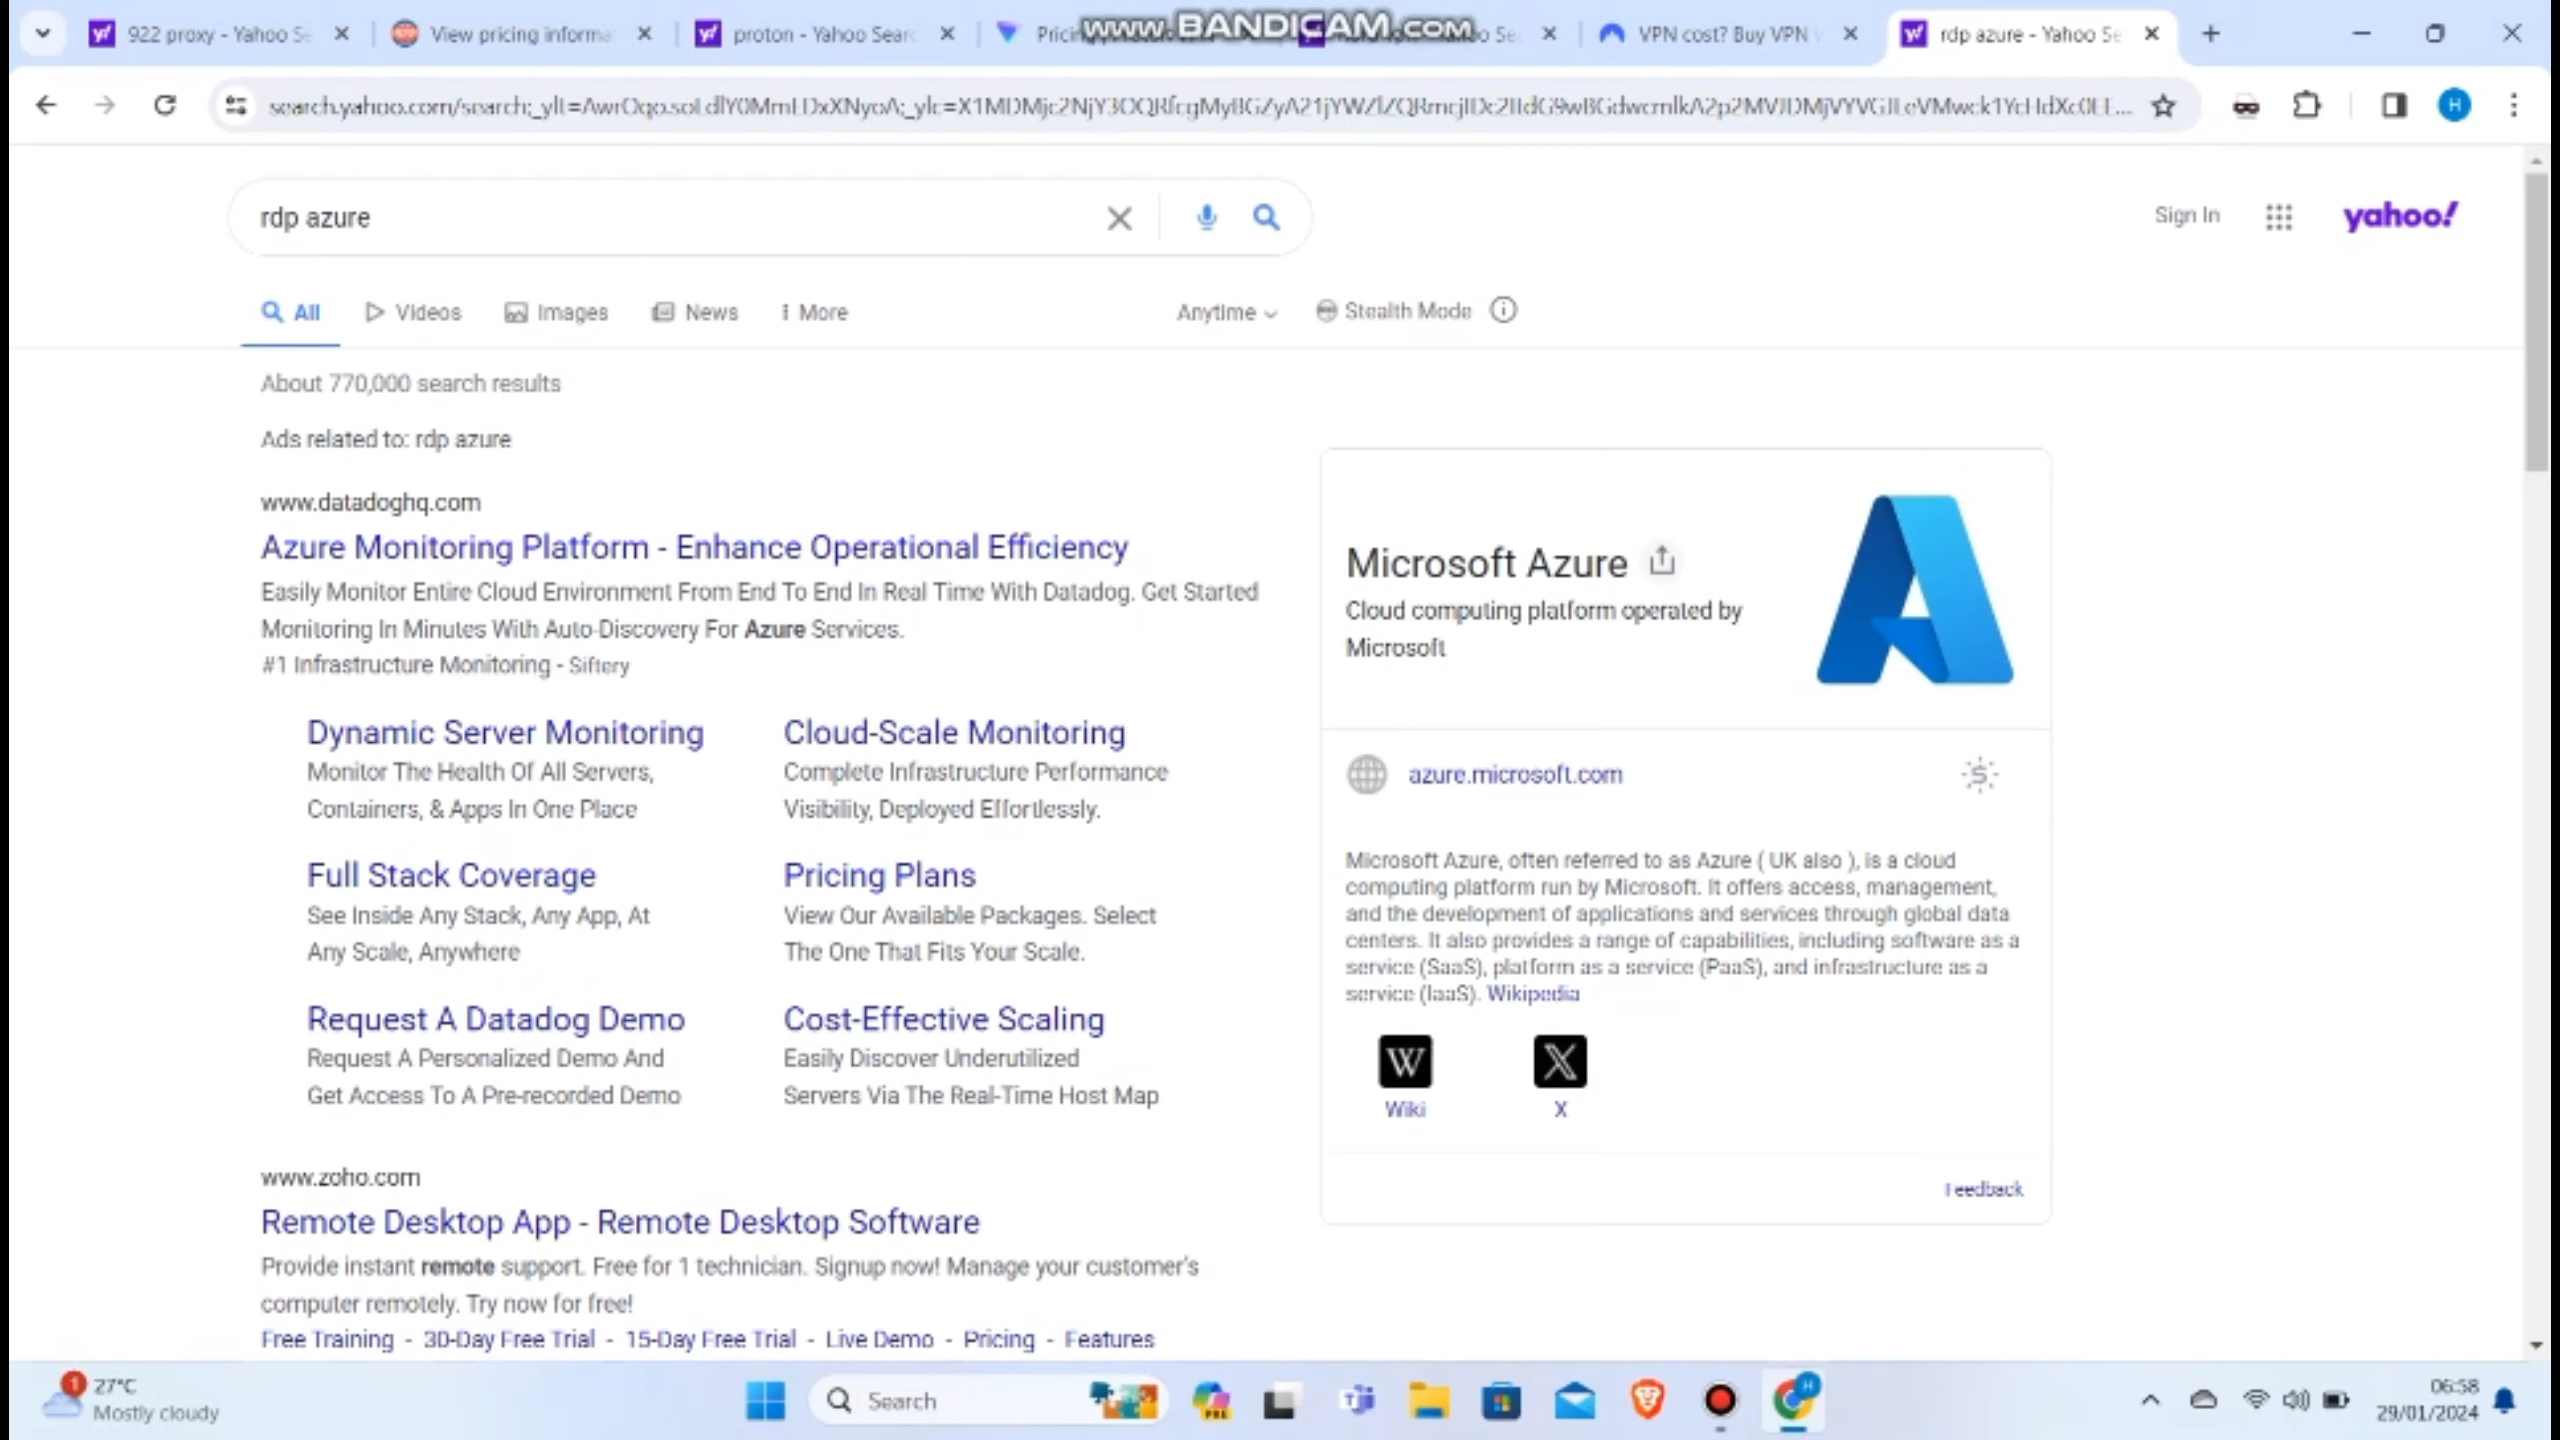 922 proxy - Yahoo Se
View pricing informa
proton - Yahoo Searc
www.BANDICAM.com
VPN cost? Buy VPN
rdp azure - Yahoo Se
rdp azure
Sign In
yahoo!
All
Videos
Images
News
More
Anytime
Stealth Mode
About 770,000 search results
Ads related to: rdp azure
www.datadoghq.com
Azure Monitoring Platform - Enhance Operational Efficiency
Easily Monitor Entire Cloud Environment From End To End In Real Time With Datadog. Get Started
Monitoring In Minutes With Auto-Discovery For Azure Services.
#1 Infrastructure Monitoring - Siftery
Dynamic Server Monitoring
Monitor The Health Of All Servers,
Containers, & Apps In One Place
Cloud-Scale Monitoring
Complete Infrastructure Performance
Visibility, Deployed Effortlessly.
Full Stack Coverage
See Inside Any Stack, Any App, At
Any Scale, Anywhere
Pricing Plans
View Our Available Packages. Select
The One That Fits Your Scale.
Request A Datadog Demo
Request A Personalized Demo And
Get Access To A Pre-recorded Demo
Cost-Effective Scaling
Easily Discover Underutilized
Servers Via The Real-Time Host Map
www.zoho.com
Remote Desktop App - Remote Desktop Software
Provide instant remote support. Free for 1 technician. Signup now! Manage your customer's
computer remotely. Try now for free!
Free Training - 30-Day Free Trial - 15-Day Free Trial - Live Demo - Pricing - Features
Microsoft Azure
Cloud computing platform operated by
Microsoft
azure.microsoft.com
Microsoft Azure, often referred to as Azure ( UK also ), is a cloud
computing platform run by Microsoft. It offers access, management,
and the development of applications and services through global data
centers. It also provides a range of capabilities, including software as a
service (SaaS), platform as a service (PaaS), and infrastructure as a
service (IaaS). Wikipedia
W
X
Wiki
X
Feedback
1
27°C
Mostly cloudy
Search
PRE
H
06:58
29/01/2024